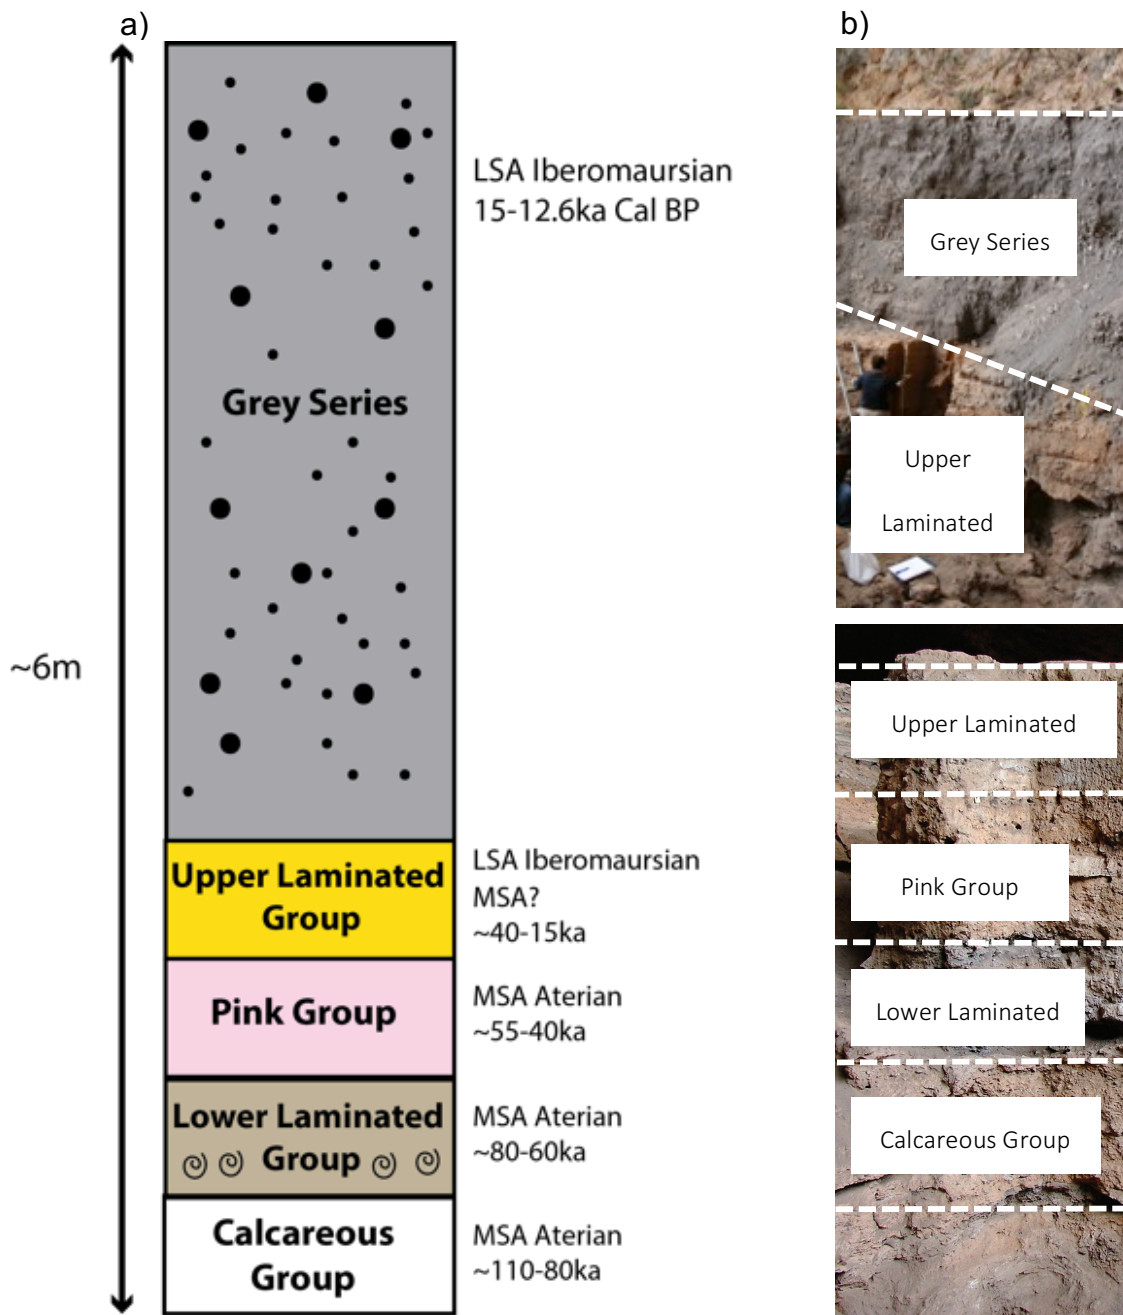 a)
LSA Iberomaursian
15-12.6ka Cal BP
Grey Series
~6m
Upper Laminated
Group
LSA Iberomaursian
MSA?
~40-15ka
Pink Group
MSA Aterian
~55-40ka
Lower Laminated
Group
MSA Aterian
~80-60ka
Calcareous
Group
MSA Aterian
~110-80ka
b)
Grey Series
Upper
Laminated
Upper Laminated
Pink Group
Lower Laminated
Calcareous Group